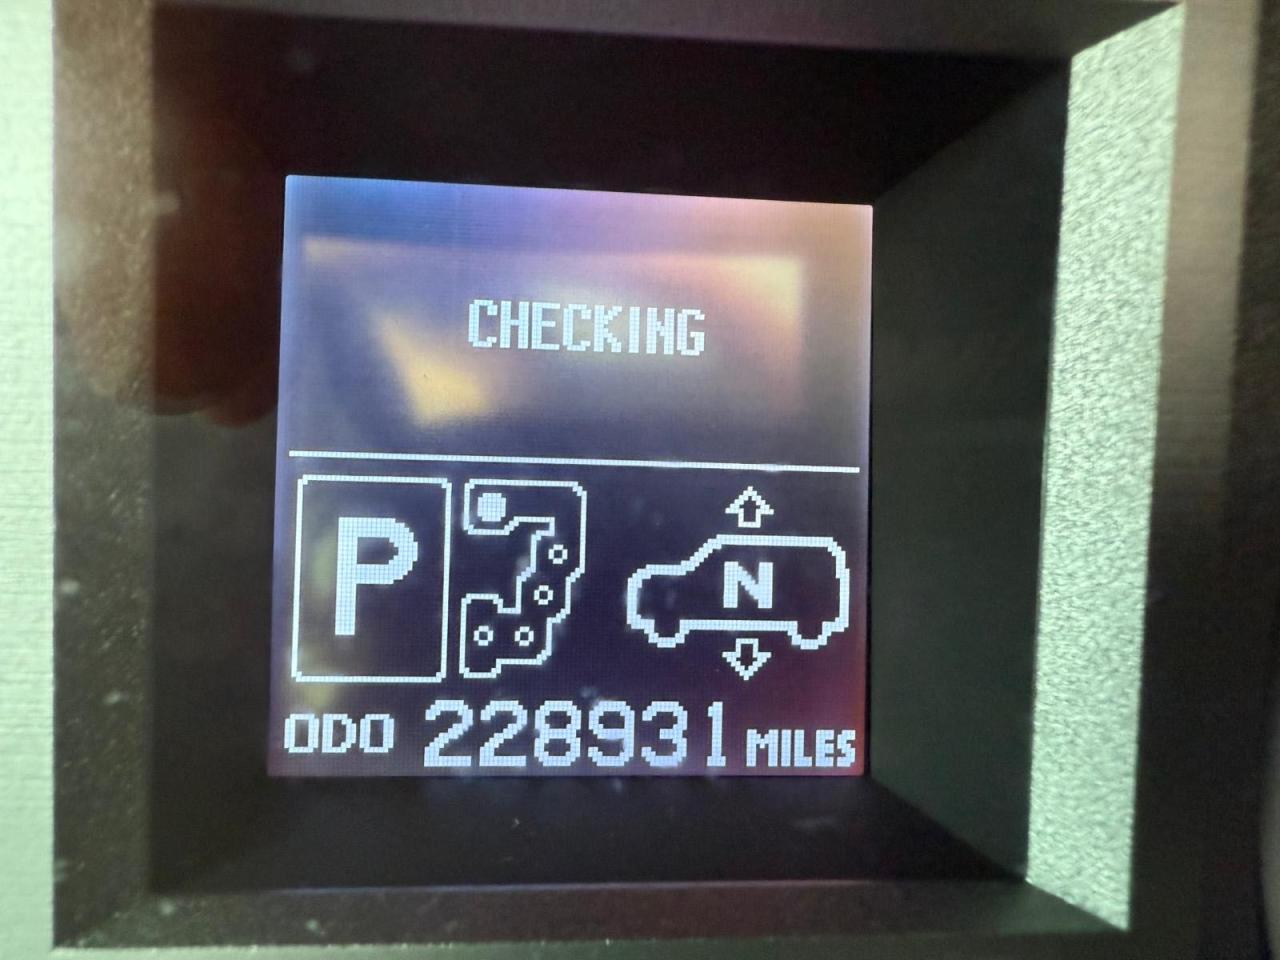 CHECKING
P
N
ODO 228931 MILES